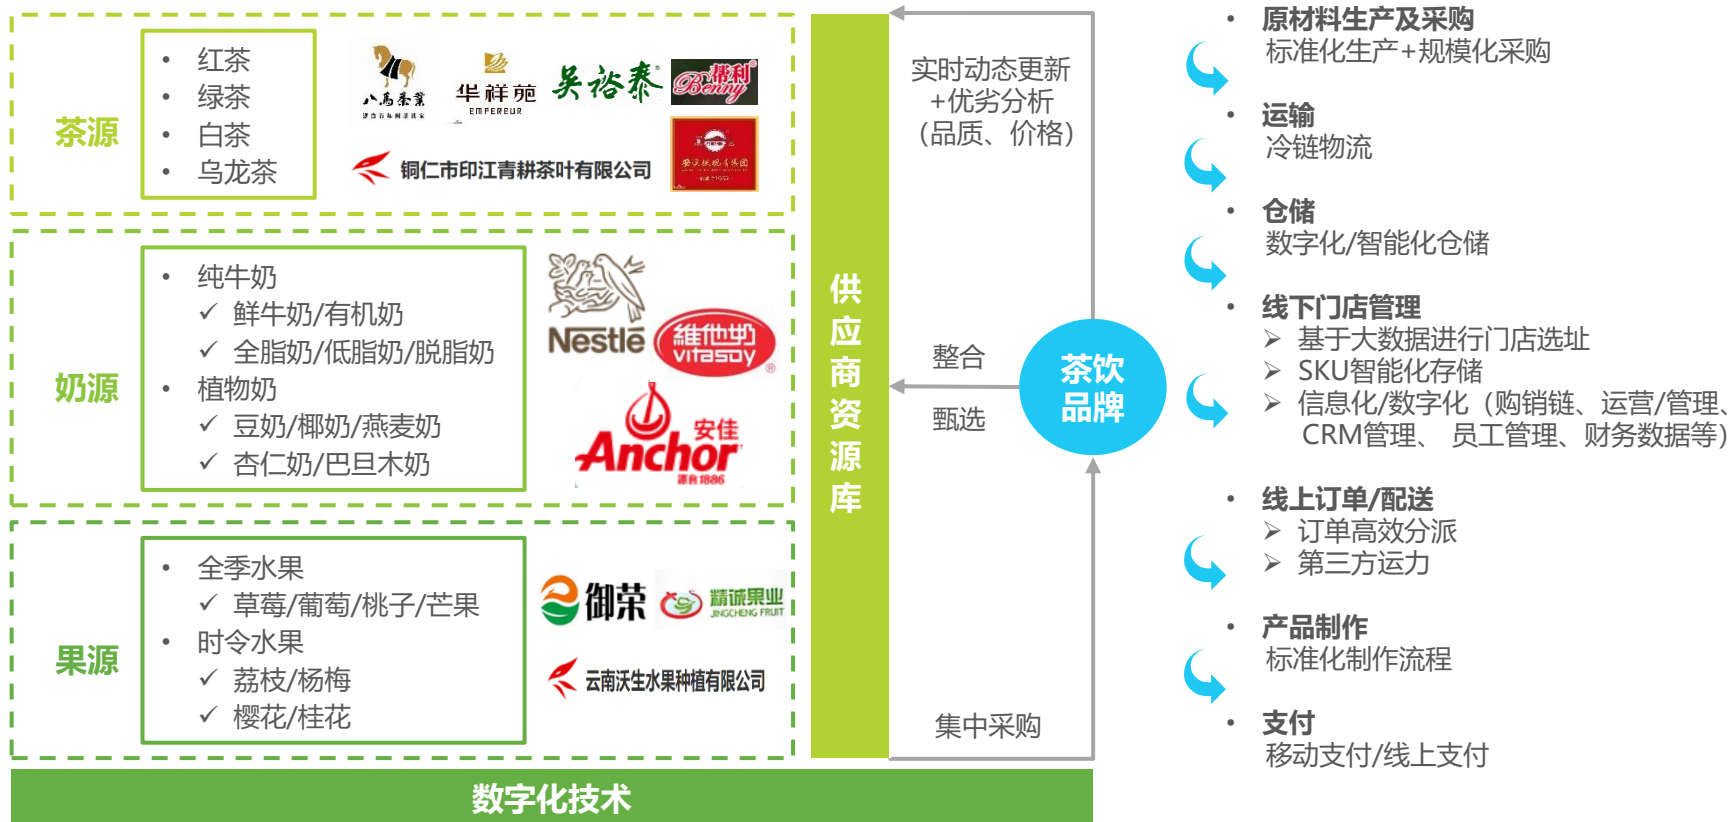 茶源
红茶
绿茶
白茶
乌龙茶
八马茶业
华祥苑
EMPEREUR
吴裕泰
帮利
Benny
铜仁市印江青耕茶叶有限公司
安溪铁观音集团
奶源
纯牛奶
鲜牛奶/有机奶
全脂奶/低脂奶/脱脂奶
植物奶
豆奶/椰奶/燕麦奶
杏仁奶/巴旦木奶
Nestlé
維他奶
vitasoy
安佳
Anchor
源自1886
果源
全季水果
草莓/葡萄/桃子/芒果
时令水果
荔枝/杨梅
樱花/桂花
御荣
精诚果业
JINGCHENG FRUIT
云南沃生水果种植有限公司
数字化技术
供应商资源库
实时动态更新
+优劣分析
（品质、价格）
整合
甄选
集中采购
茶饮
品牌
原材料生产及采购
标准化生产+规模化采购
运输
冷链物流
仓储
数字化/智能化仓储
线下门店管理
基于大数据进行门店选址
SKU智能化存储
信息化/数字化（购销链、运营/管理、
CRM管理、 员工管理、财务数据等）
线上订单/配送
订单高效分派
第三方运力
产品制作
标准化制作流程
支付
移动支付/线上支付